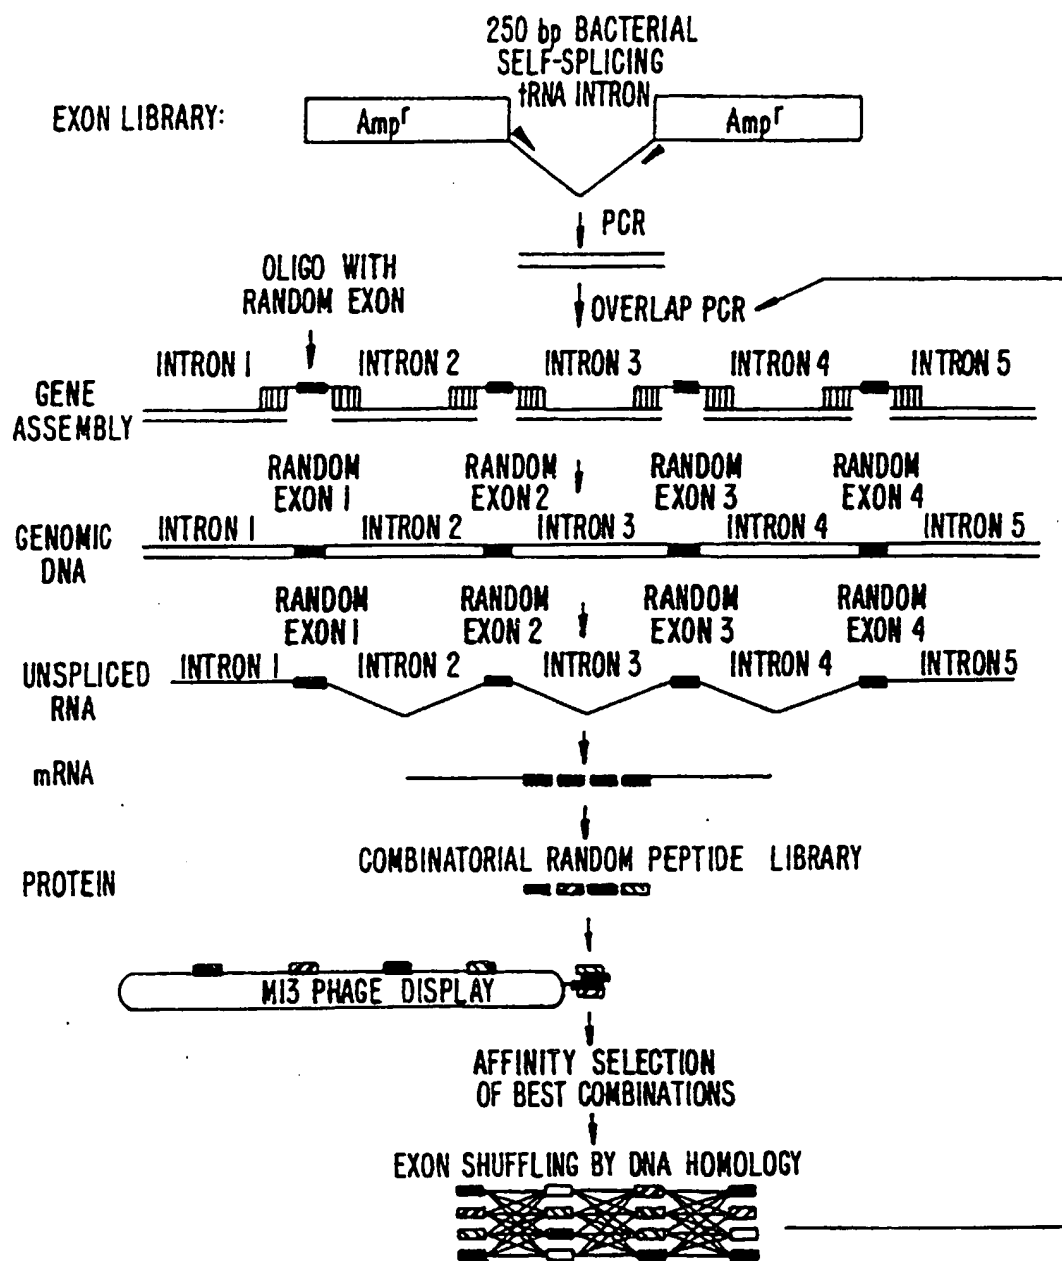 250 bp BACTERIAL
SELF-SPLICING
tRNA INTRON
EXON LIBRARY:
Ampr
Ampr
PCR
OLIGO WITH
RANDOM EXON
OVERLAP PCR
INTRON 1
INTRON 2
INTRON 3
INTRON 4
INTRON 5
GENE
ASSEMBLY
RANDOM
EXON 1
RANDOM
EXON 2
RANDOM
EXON 3
RANDOM
EXON 4
INTRON 1
INTRON 2
INTRON 3
INTRON 4
INTRON 5
GENOMIC
DNA
RANDOM
EXON 1
RANDOM
EXON 2
RANDOM
EXON 3
RANDOM
EXON 4
INTRON 1
INTRON 2
INTRON 3
INTRON 4
INTRON 5
UNSPLICED
RNA
mRNA
COMBINATORIAL RANDOM PEPTIDE LIBRARY
PROTEIN
M13 PHAGE DISPLAY
AFFINITY SELECTION
OF BEST COMBINATIONS
EXON SHUFFLING BY DNA HOMOLOGY